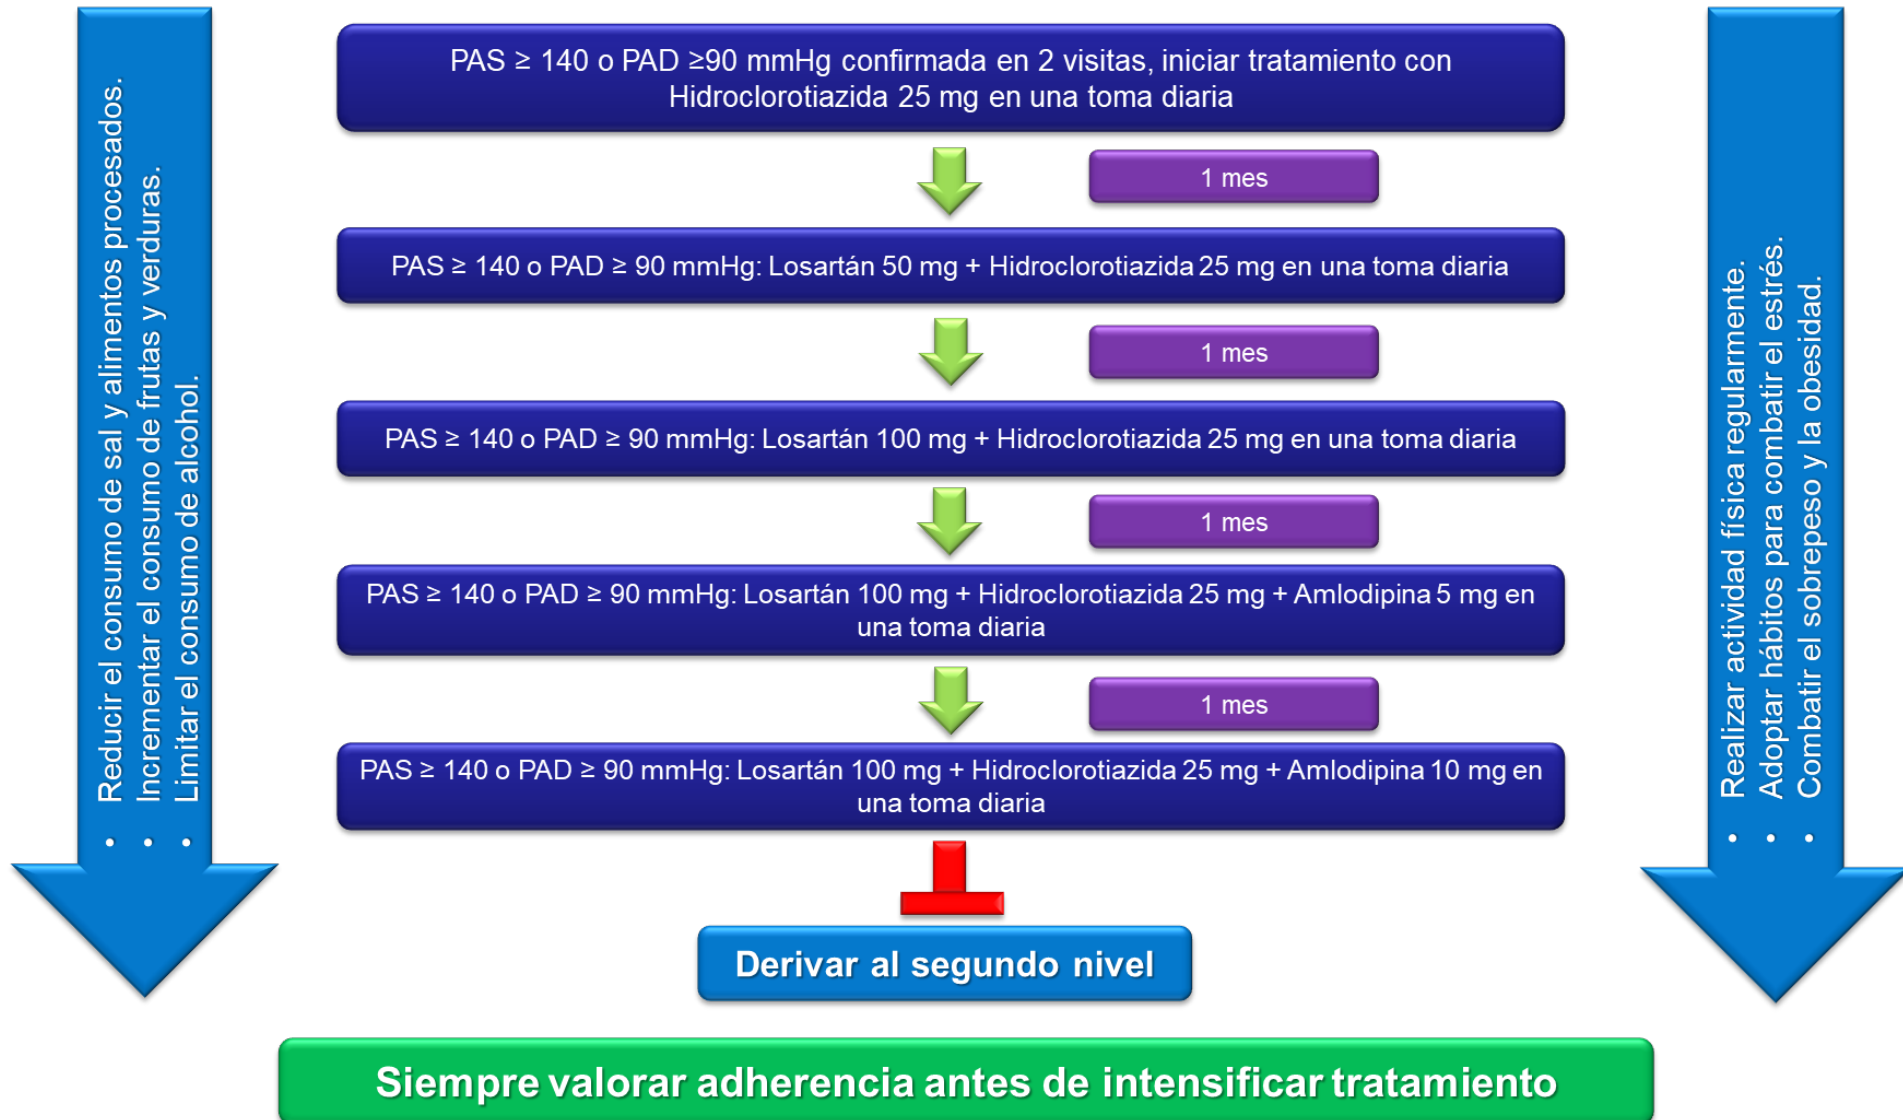 • Reducir el consumo de sal y alimentos procesados.
• Incrementar el consumo de frutas y verduras.
• Limitar el consumo de alcohol.
PAS ≥ 140 o PAD ≥90 mmHg confirmada en 2 visitas, iniciar tratamiento con
Hidroclorotiazida 25 mg en una toma diaria
1 mes
PAS ≥ 140 o PAD ≥ 90 mmHg: Losartán 50 mg + Hidroclorotiazida 25 mg en una toma diaria
1 mes
PAS ≥ 140 o PAD ≥ 90 mmHg: Losartán 100 mg + Hidroclorotiazida 25 mg en una toma diaria
1 mes
PAS ≥ 140 o PAD ≥ 90 mmHg: Losartán 100 mg + Hidroclorotiazida 25 mg + Amlodipina 5 mg en
una toma diaria
1 mes
PAS ≥ 140 o PAD ≥ 90 mmHg: Losartán 100 mg + Hidroclorotiazida 25 mg + Amlodipina 10 mg en
una toma diaria
Derivar al segundo nivel
• Realizar actividad física regularmente.
• Adoptar hábitos para combatir el estrés.
• Combatir el sobrepeso y la obesidad.
Siempre valorar adherencia antes de intensificar tratamiento